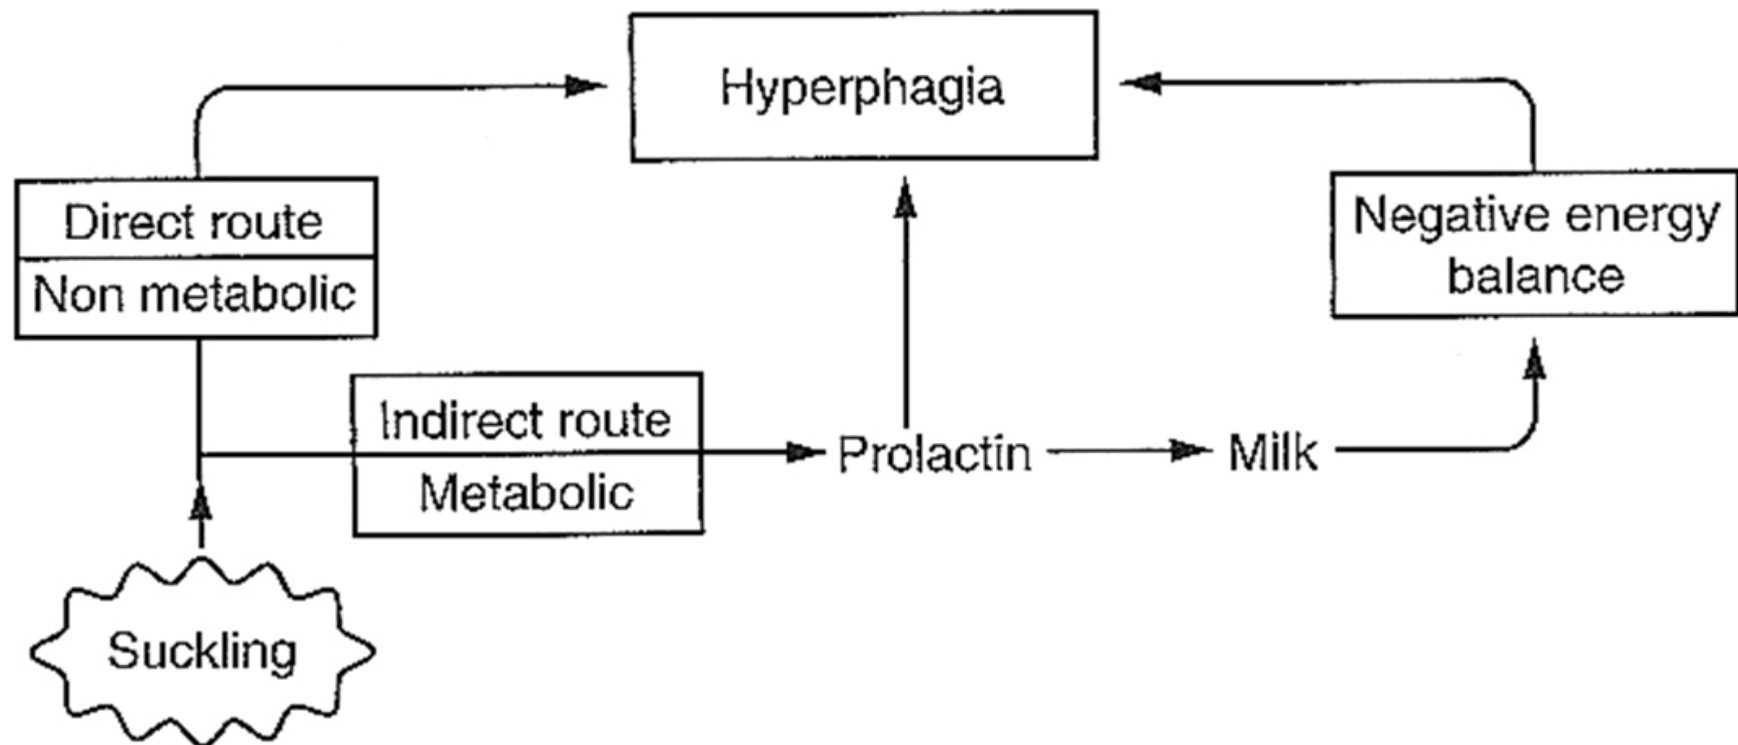 Hyperphagia
Direct route
Non metabolic
Negative energy
balance
Indirect route
Metabolic
Prolactin
Milk
Suckling